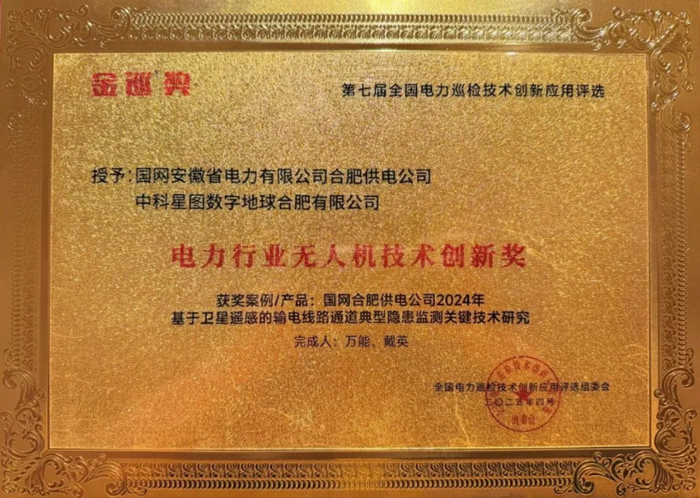 金巡奖
第七届全国电力巡检技术创新应用评选
授予：国网安徽省电力有限公司合肥供电公司
中科星图数字地球合肥有限公司
电力行业无人机技术创新奖
获奖案例/产品：国网合肥供电公司2024年
基于卫星遥感的输电线路通道典型隐患监测关键技术研究
完成人：万能、戴英
全国电力巡检技术创新应用评选组委会
二〇二五年四月